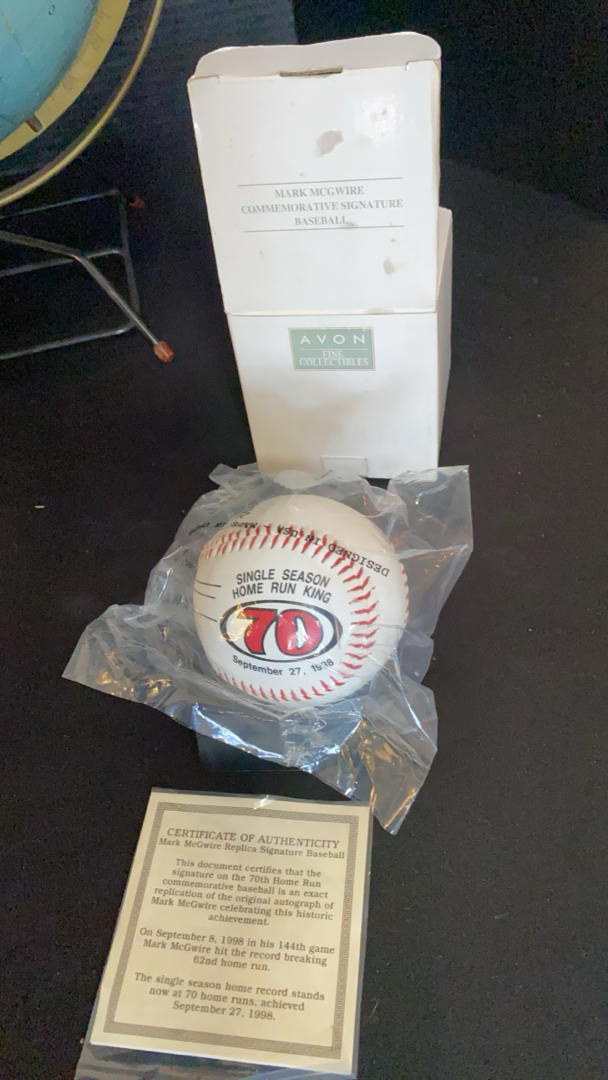 MARK MCGWIRE
COMMEMORATIVE SIGNATURE
BASEBALL
AVON
FINE
COLLECTIBLES
DESIGNED IN USA
MADE IN
SINGLE SEASON
HOME RUN KING
70
September 27, 1998
CERTIFICATE OF AUTHENTICITY
Mark McGwire Replica Signature Baseball
This document certifies that the
signature on the 70th Home Run
commemorative baseball is an exact
replication of the original autograph of
Mark McGwire celebrating this historic
achievement.
On September 8, 1998 in his 144th game
Mark McGwire hit the record breaking
62nd home run.
The single season home record stands
now at 70 home runs, achieved
September 27, 1998.